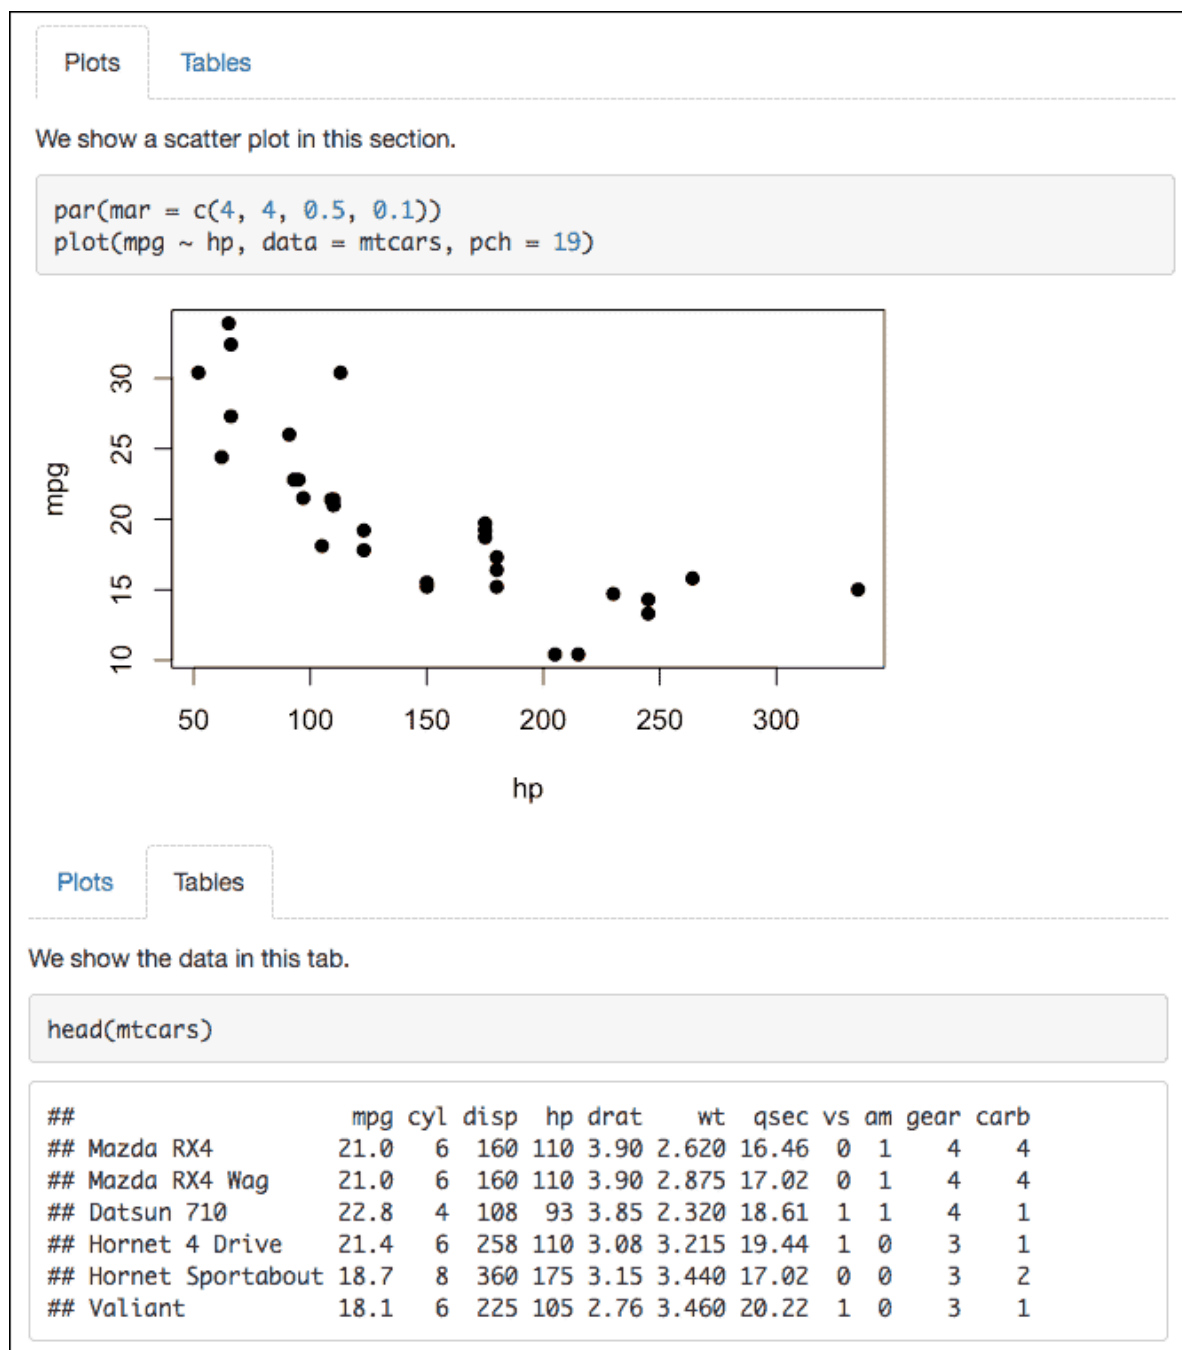 Plots Tables
We show a scatter plot in this section.
par(mar = c(4, 4, 0.5, 0.1))
plot(mpg ~ hp, data = mtcars, pch = 19)
30
25
20
15
10
mpg
50 100 150 200 250 300
hp
Plots Tables
We show the data in this tab.
head(mtcars)
##                    mpg cyl disp  hp drat    wt  qsec vs am gear carb
## Mazda RX4         21.0   6  160 110 3.90 2.620 16.46  0  1    4    4
## Mazda RX4 Wag     21.0   6  160 110 3.90 2.875 17.02  0  1    4    4
## Datsun 710        22.8   4  108  93 3.85 2.320 18.61  1  1    4    1
## Hornet 4 Drive    21.4   6  258 110 3.08 3.215 19.44  1  0    3    1
## Hornet Sportabout 18.7   8  360 175 3.15 3.440 17.02  0  0    3    2
## Valiant           18.1   6  225 105 2.76 3.460 20.22  1  0    3    1